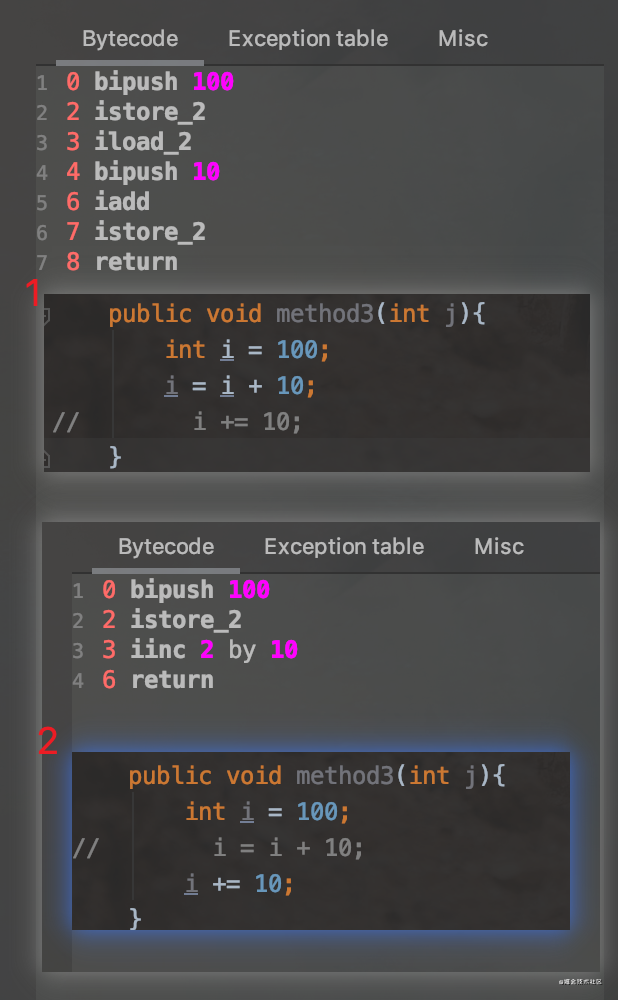 Bytecode Exception table Misc
1 0 bipush 100
2 2 istore_2
3 3 iload_2
4 4 bipush 10
5 6 iadd
6 7 istore_2
7 8 return
1
public void method3(int j){
int i = 100;
i = i + 10;
// i += 10;
}
Bytecode Exception table Misc
1 0 bipush 100
2 2 istore_2
3 3 iinc 2 by 10
4 6 return
2
public void method3(int j){
int i = 100;
// i = i + 10;
i += 10;
}
@掘金技术社区